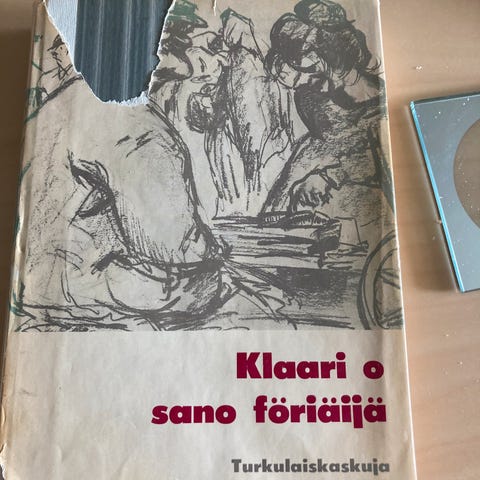 Klaari o
sano föriäijä
Turkulaiskaskuja